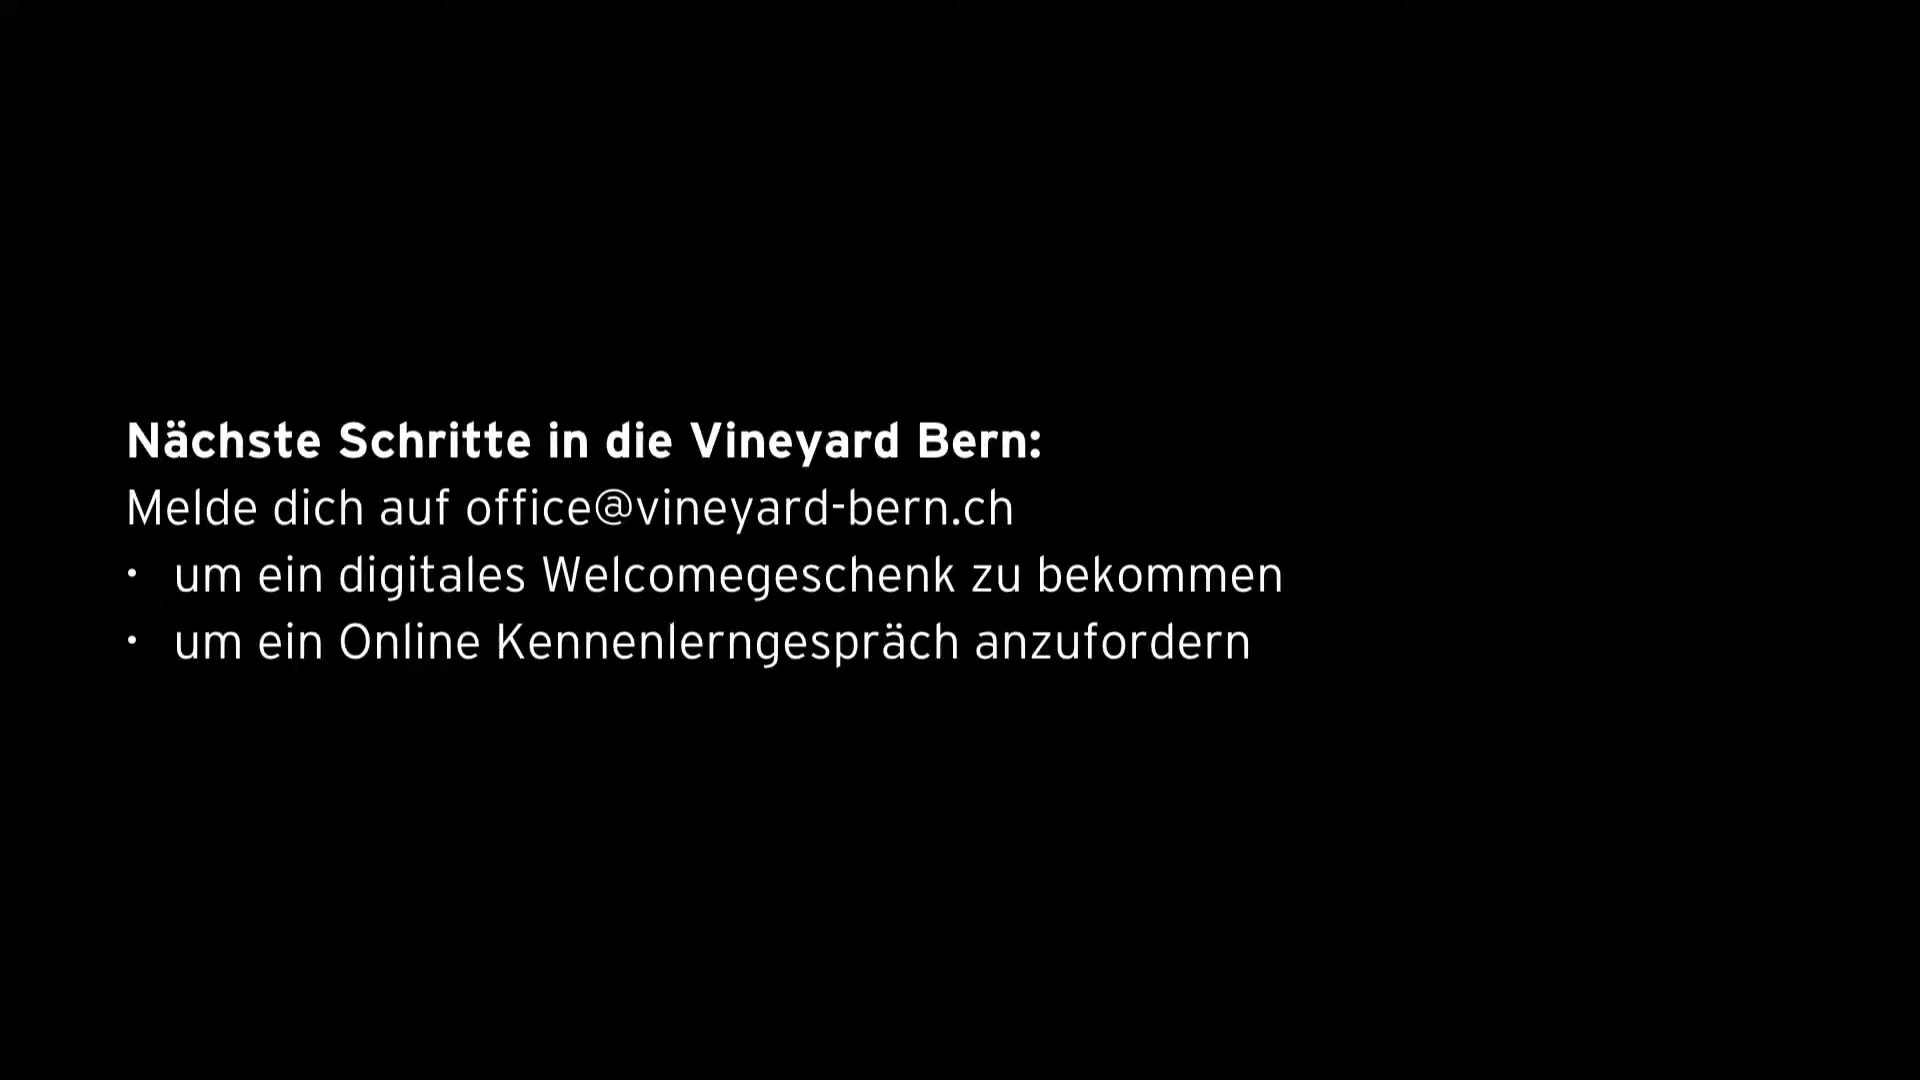 Nächste Schritte in die Vineyard Bern:
Melde dich auf office@vineyard-bern.ch
• um ein digitales Welcomegeschenk zu bekommen
• um ein Online Kennenlerngespräch anzufordern